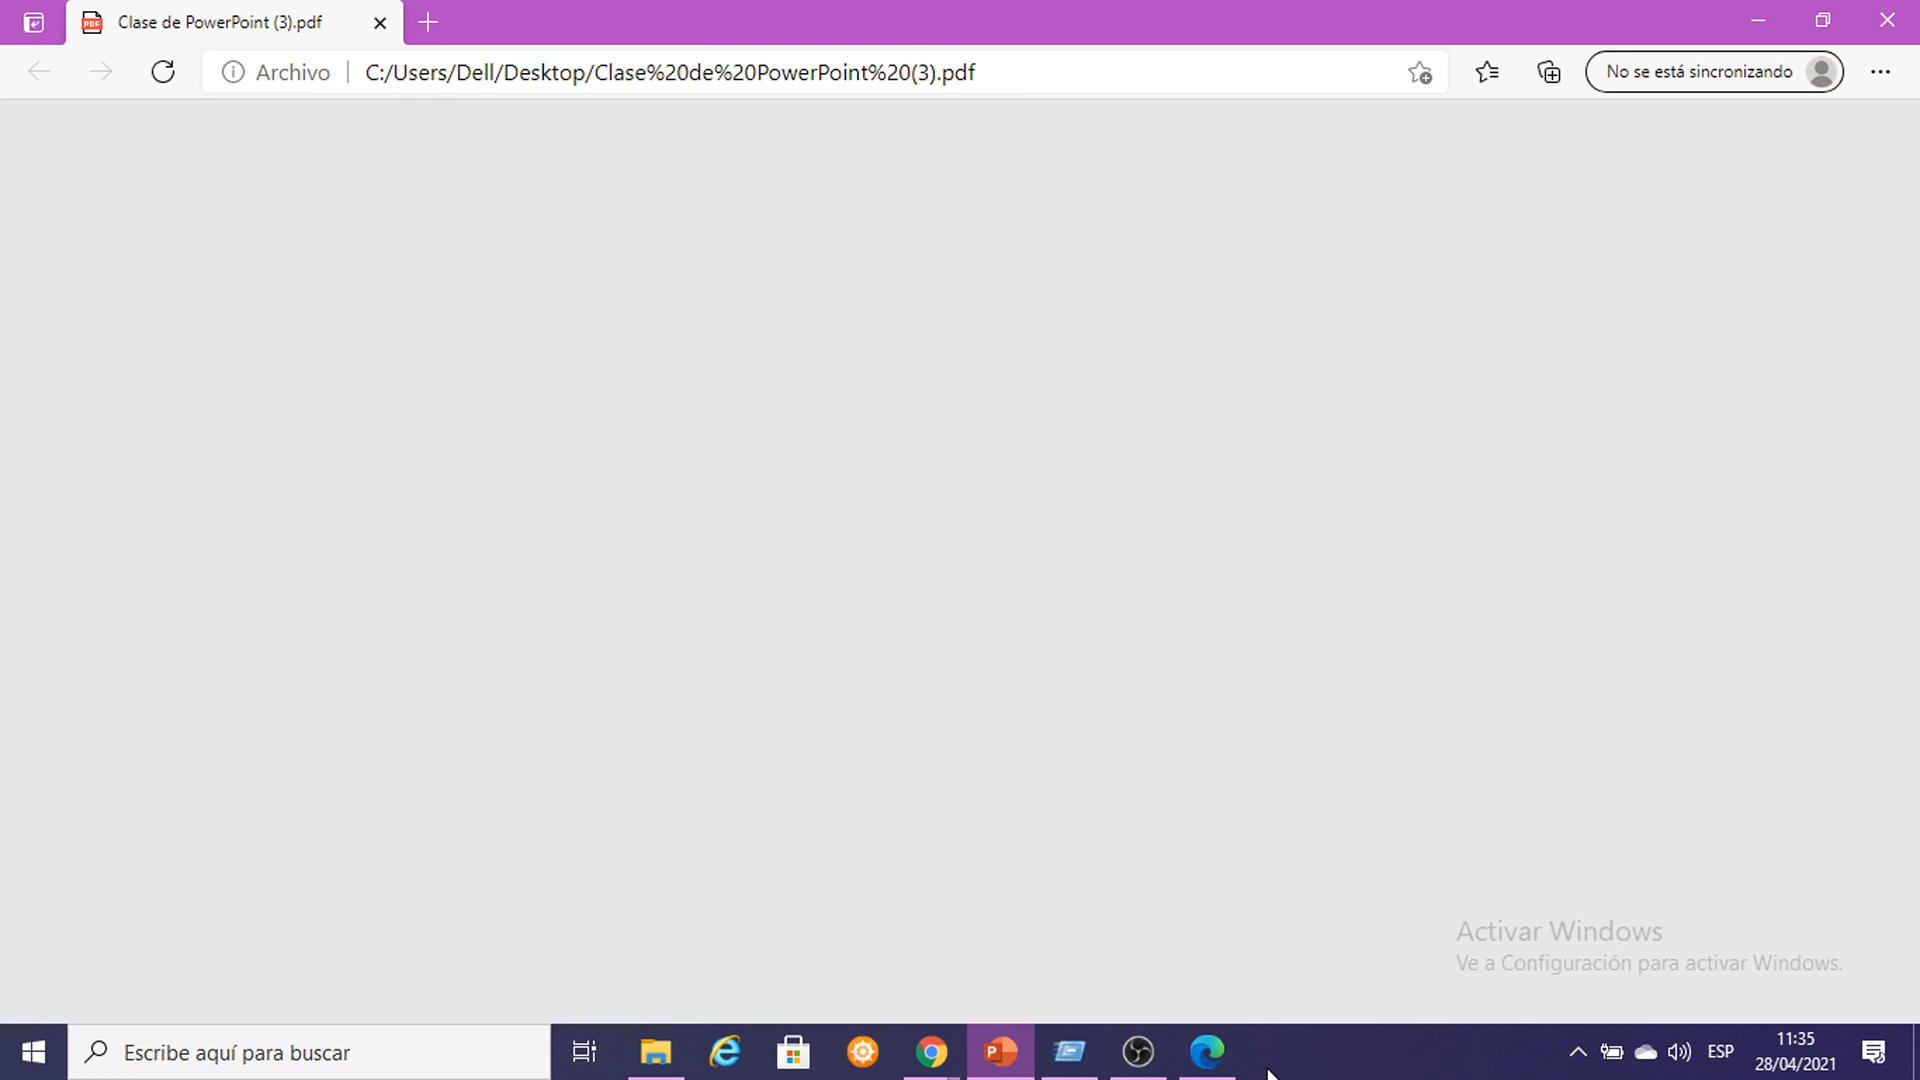 Clase de PowerPoint (3).pdf
Archivo | C:/Users/Dell/Desktop/Clase%20de%20PowerPoint%20(3).pdf
No se está sincronizando
Activar Windows
Ve a Configuración para activar Windows.
Escribe aquí para buscar
ESP
11:35
28/04/2021